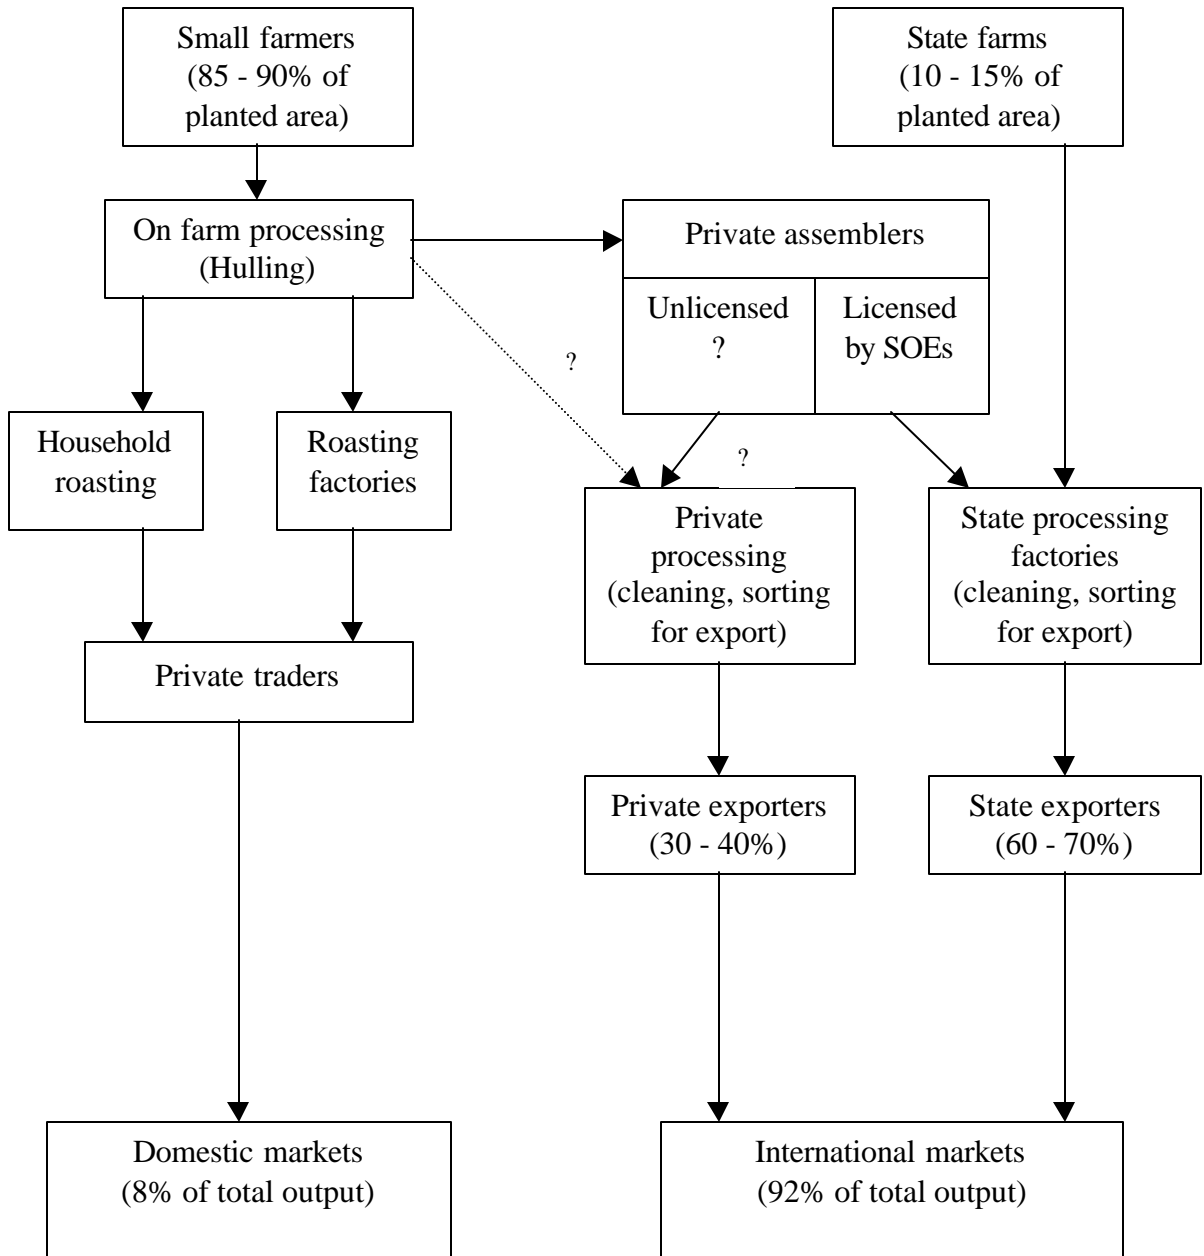 Small farmers
(85 - 90% of
planted area)
State farms
(10 - 15% of
planted area)
On farm processing
(Hulling)
Private assemblers
Unlicensed
?
Licensed
by SOEs
?
?
Household
roasting
Roasting
factories
Private
processing
(cleaning, sorting
for export)
State processing
factories
(cleaning, sorting
for export)
Private traders
Private exporters
(30 - 40%)
State exporters
(60 - 70%)
Domestic markets
(8% of total output)
International markets
(92% of total output)